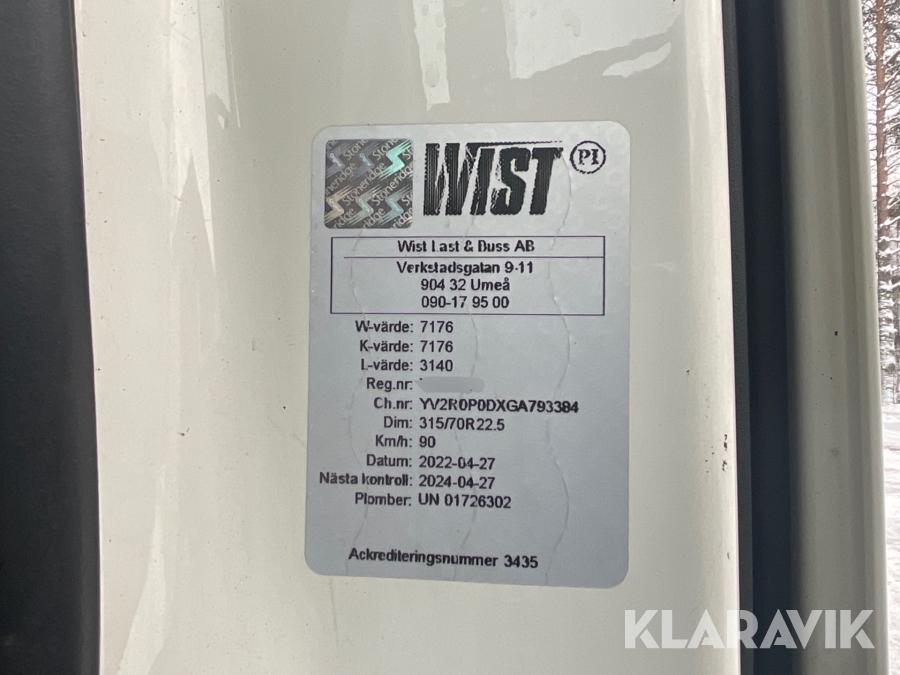 Stoneridge
WIST PI
Wist Last & Buss AB
Verkstadsgatan 9-11
904 32 Umeå
090-17 95 00
W-värde: 7176
K-värde: 7176
L-värde: 3140
Reg.nr:
Ch.nr: YV2R0P0DXGA793384
Dim: 315/70R22.5
Km/h: 90
Datum: 2022-04-27
Nästa kontroll: 2024-04-27
Plomber: UN 01726302
Ackrediteringsnummer 3435
KLARAVIK